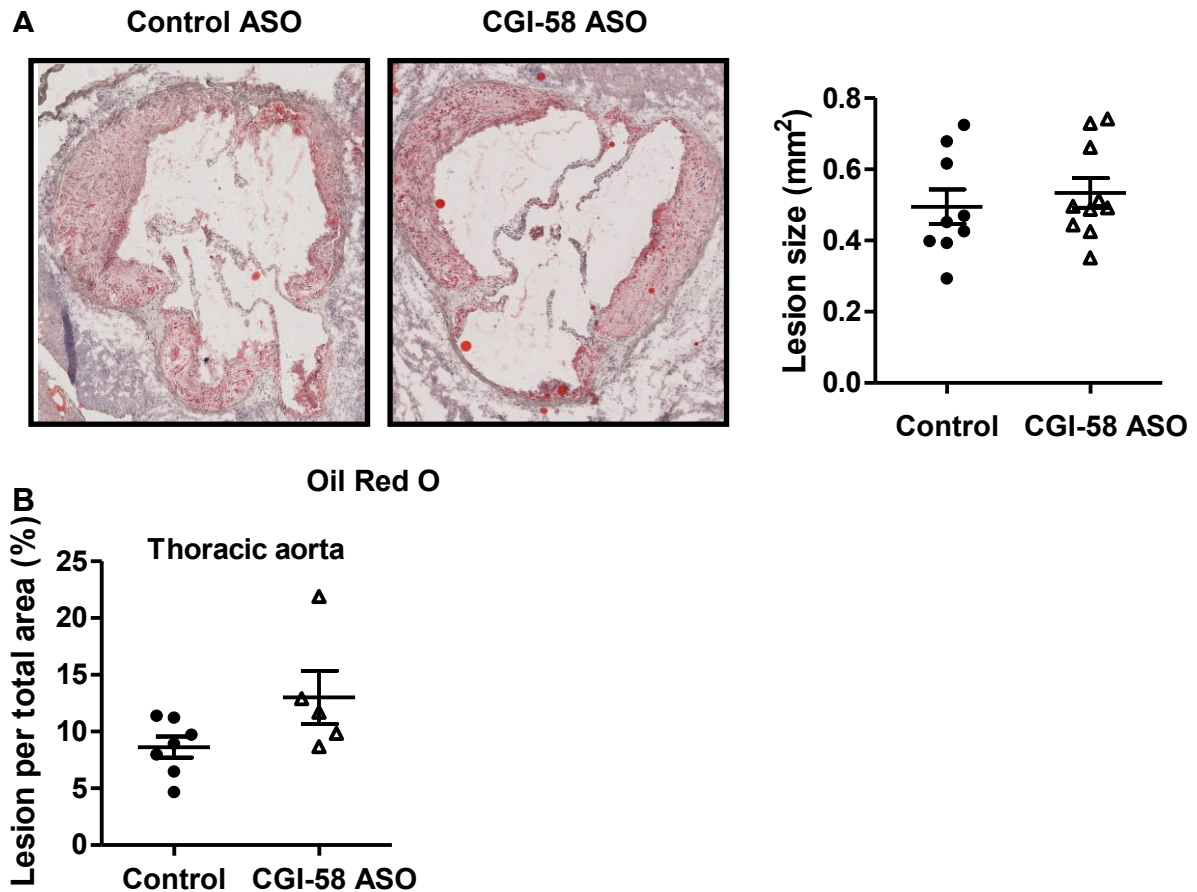 A
Control ASO
CGI-58 ASO
Lesion size (mm²)
0.8
0.6
0.4
0.2
0.0
Control
CGI-58 ASO
Oil Red O
B
Thoracic aorta
Lesion per total area (%)
25
20
15
10
5
0
Control
CGI-58 ASO